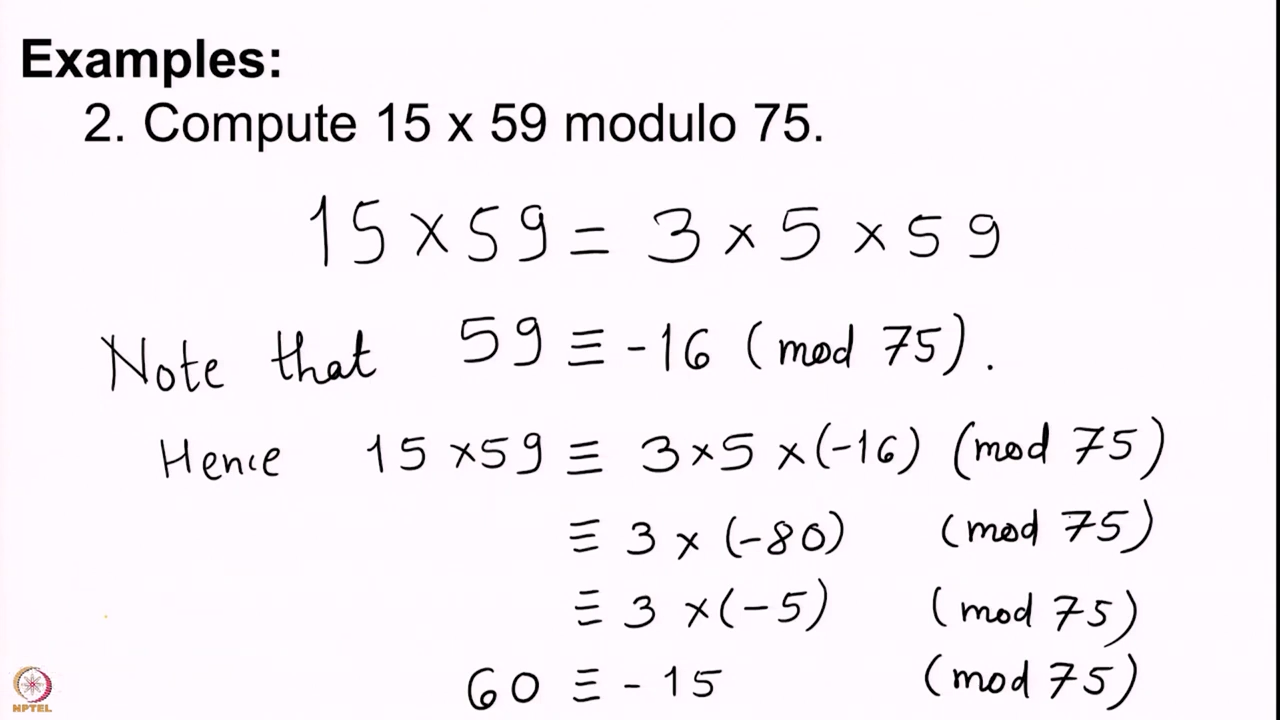 Examples:
2. Compute 15 x 59 modulo 75.
15 × 59 = 3 × 5 × 59
Note that 59 ≡ -16 (mod 75).
Hence 15 × 59 ≡ 3 × 5 × (-16) (mod 75)
≡ 3 × (-80) (mod 75)
≡ 3 × (-5) (mod 75)
60 ≡ -15 (mod 75)
NPTEL